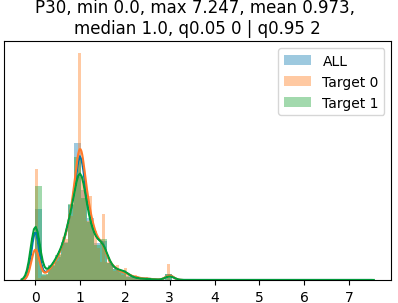 P30, min 0.0, max 7.247, mean 0.973,
median 1.0, q0.05 0 | q0.95 2
ALL
Target 0
Target 1
0 1 2 3 4 5 6 7